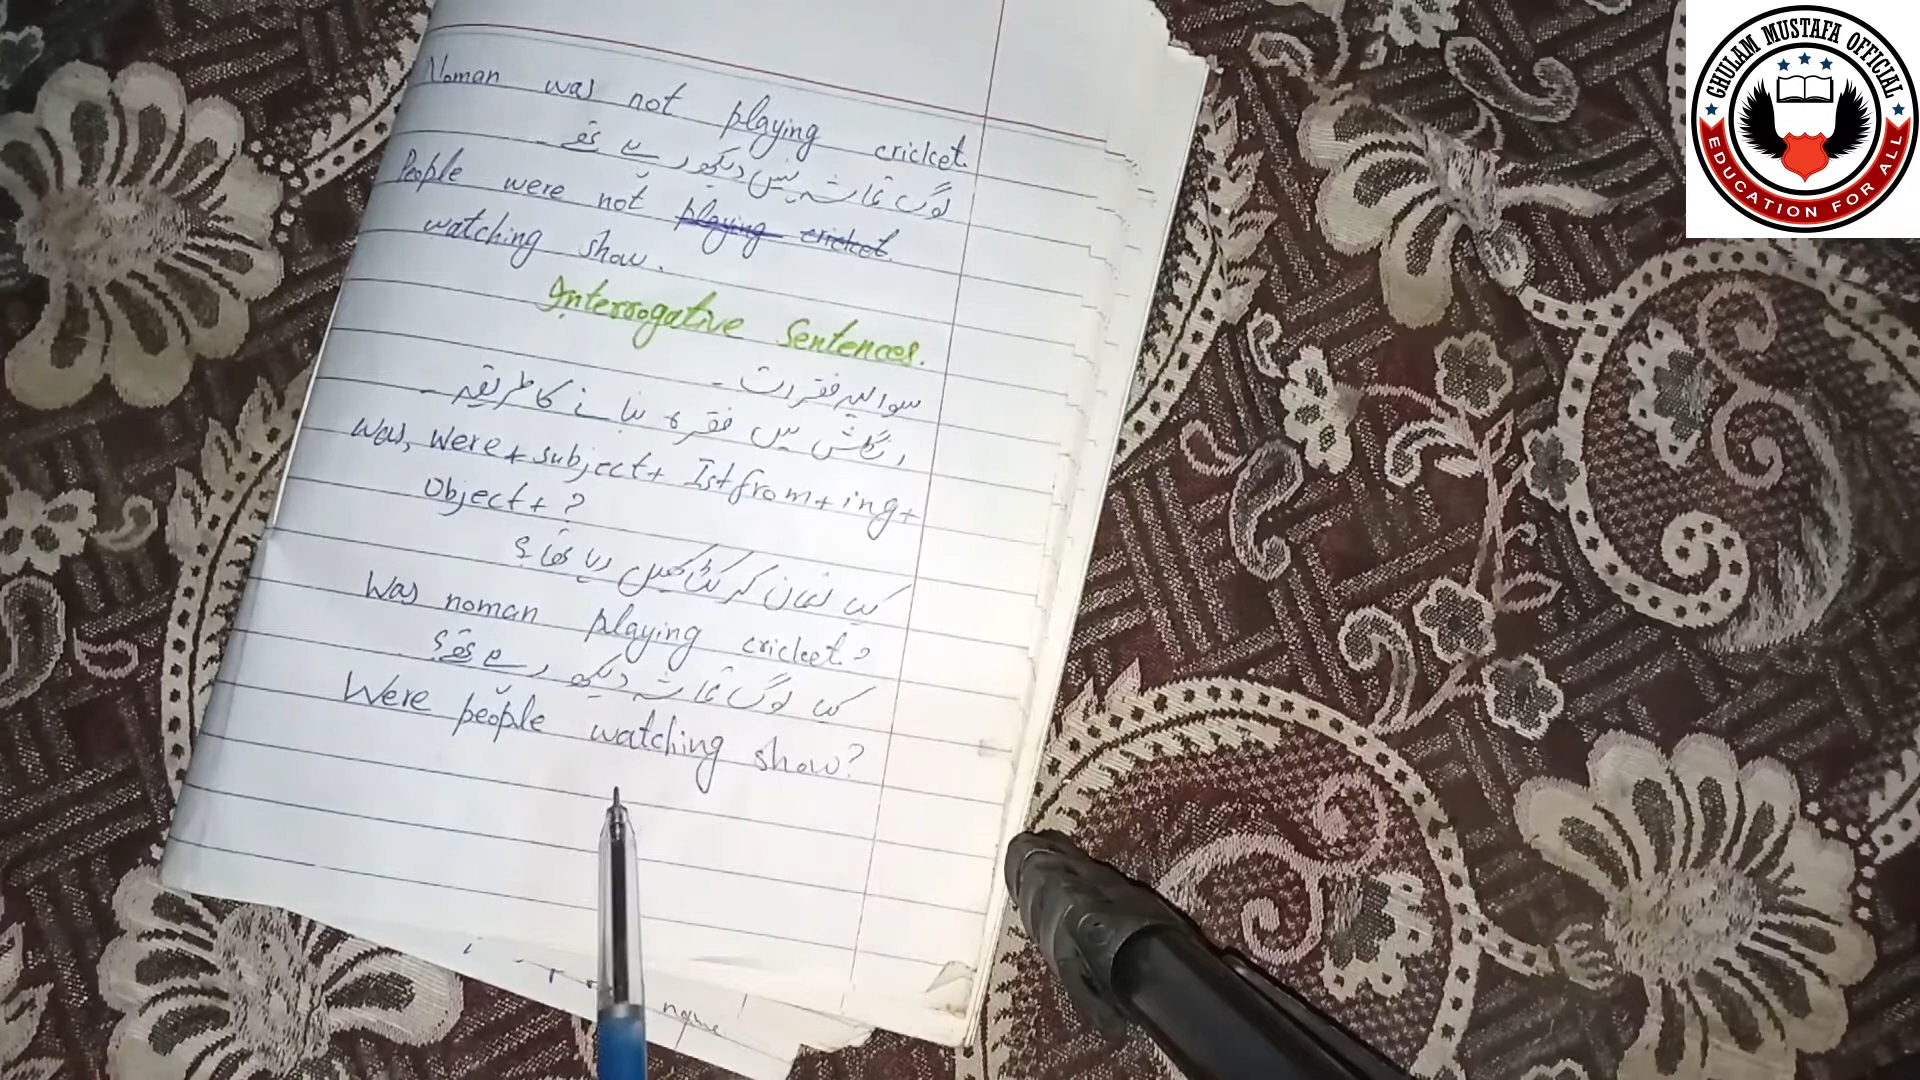 Noman was not playing cricket.
لوگ تماشہ نہیں دیکھ رہے تھے۔
People were not playing cricket
watching show.
Interrogative Sentences.
سوالیہ فقرات۔
انگلش میں فقرہ بنانے کا طریقہ۔
Was, Were + subject + Ist from + ing +
Object + ?
کیا نعمان کرکٹ کھیل رہا تھا؟
Was noman playing cricket?
کیا لوگ تماشہ دیکھ رہے تھے؟
Were people watching show?
name
GHULAM MUSTAFA OFFICIAL
EDUCATION FOR ALL